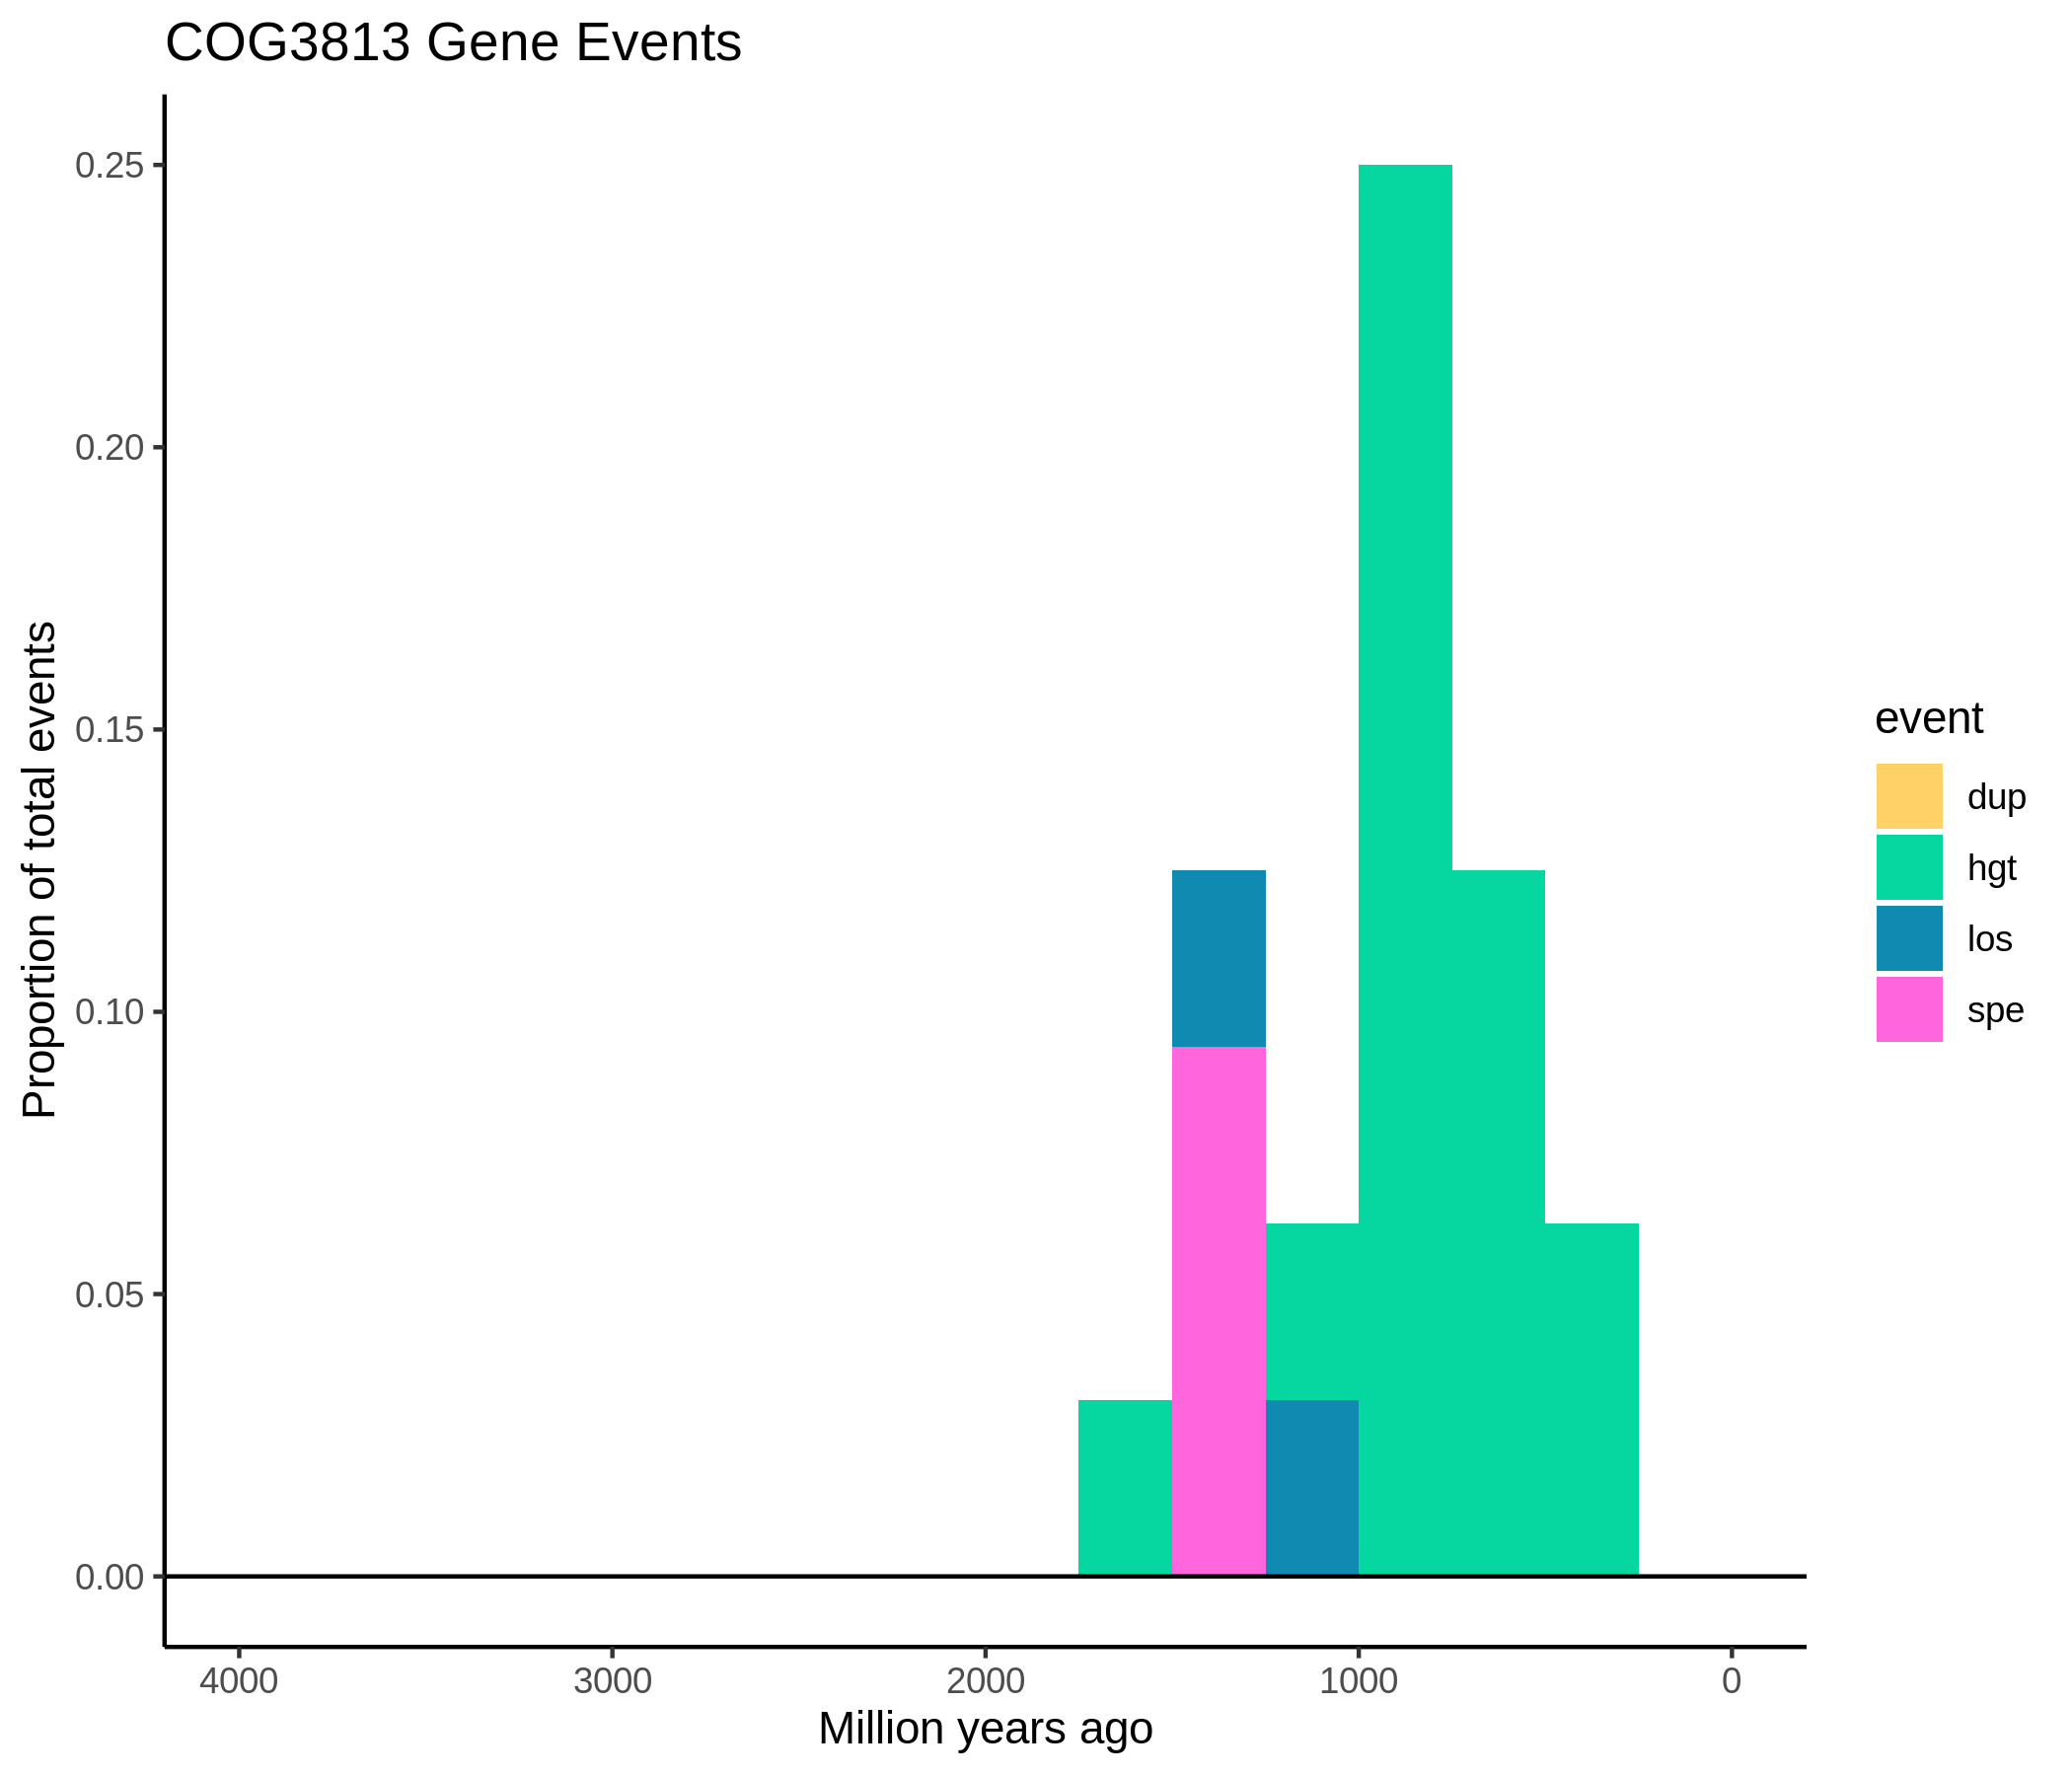 COG3813 Gene Events
Proportion of total events
0.25
0.20
0.15
0.10
0.05
0.00
4000 3000 2000 1000 0
Million years ago
event
dup
hgt
los
spe